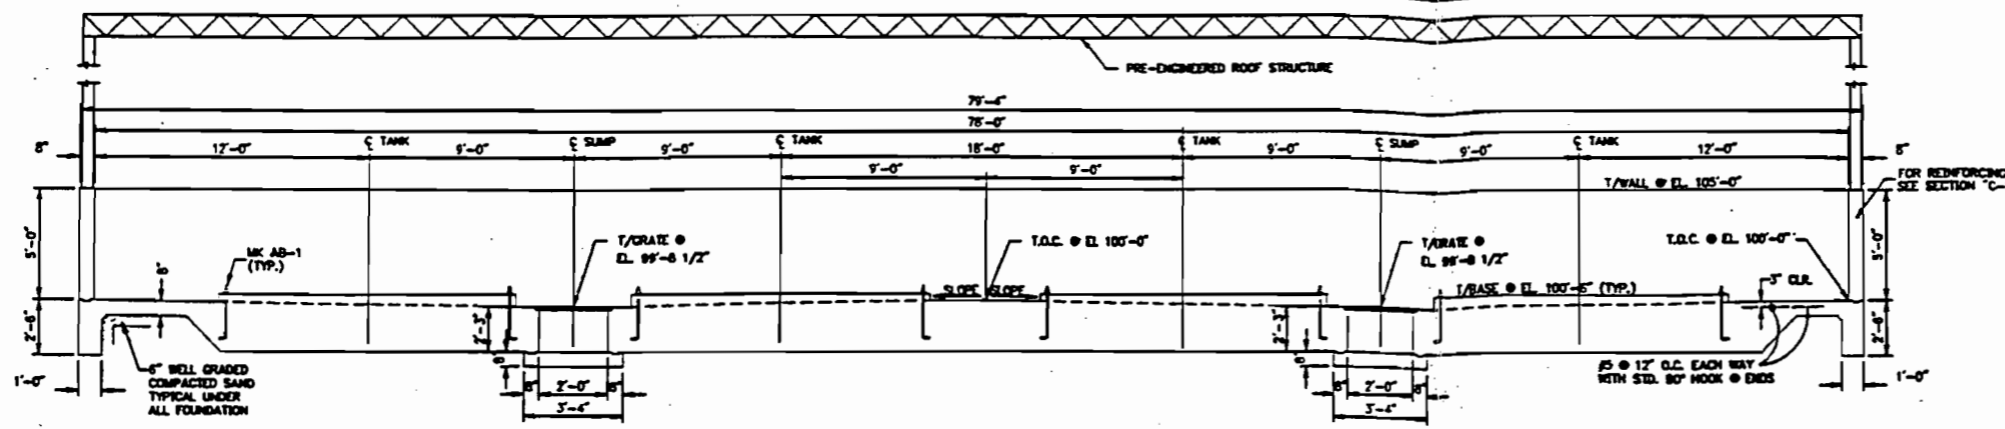 PRE-ENGINEERED ROOF STRUCTURE
79'-4"
78'-0"
8"
12'-0"
℄ TANK
9'-0"
℄ SUMP
9'-0"
℄ TANK
18'-0"
℄ TANK
9'-0"
℄ SUMP
9'-0"
℄ TANK
12'-0"
8"
9'-0"
9'-0"
T/WALL @ EL. 105'-0"
FOR REINFORCING
SEE SECTION "C-
5'-0"
MK AB-1
(TYP.)
8"
T/GRATE @
EL. 99'-8 1/2"
T.O.C. @ EL 100'-0"
T/GRATE @
EL. 99'-8 1/2"
T.O.C. @ EL. 100'-0"
5'-0"
3" CLR.
SLOPE
SLOPE
T/BASE @ EL. 100'-6" (TYP.)
2'-6"
2'-3"
2'-3"
2'-6"
1'-0"
6" WELL GRADED
COMPACTED SAND
TYPICAL UNDER
ALL FOUNDATION
8"
8"
2'-0"
8"
3'-4"
8"
8"
2'-0"
8"
3'-4"
#5 @ 12" O.C. EACH WAY
WITH STD. 90° HOOK @ ENDS
1'-0"